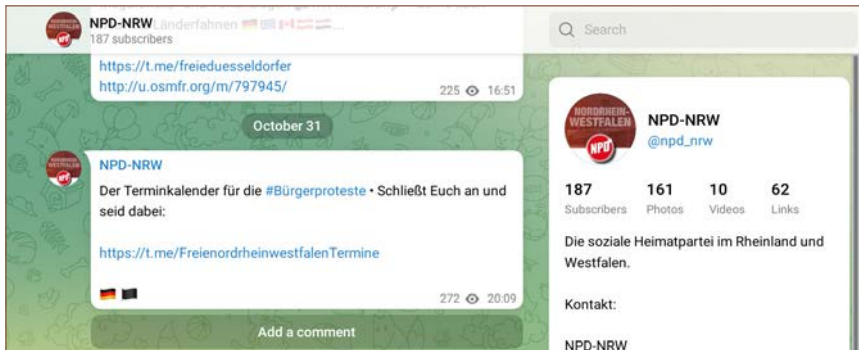 NPD-NRW
187 subscribers
Länderfahnen
https://t.me/freieduesseldorfer
http://u.osmfr.org/m/797945/
225 16:51
October 31
NPD-NRW
Der Terminkalender für die #Bürgerproteste • Schließt Euch an und
seid dabei:
https://t.me/FreienordrheinwestfalenTermine
272 20:09
Add a comment
Search
NORDRHEIN-
WESTFALEN
NPD
NPD-NRW
@npd_nrw
187 161 10 62
Subscribers Photos Videos Links
Die soziale Heimatpartei im Rheinland und
Westfalen.
Kontakt:
NPD-NRW